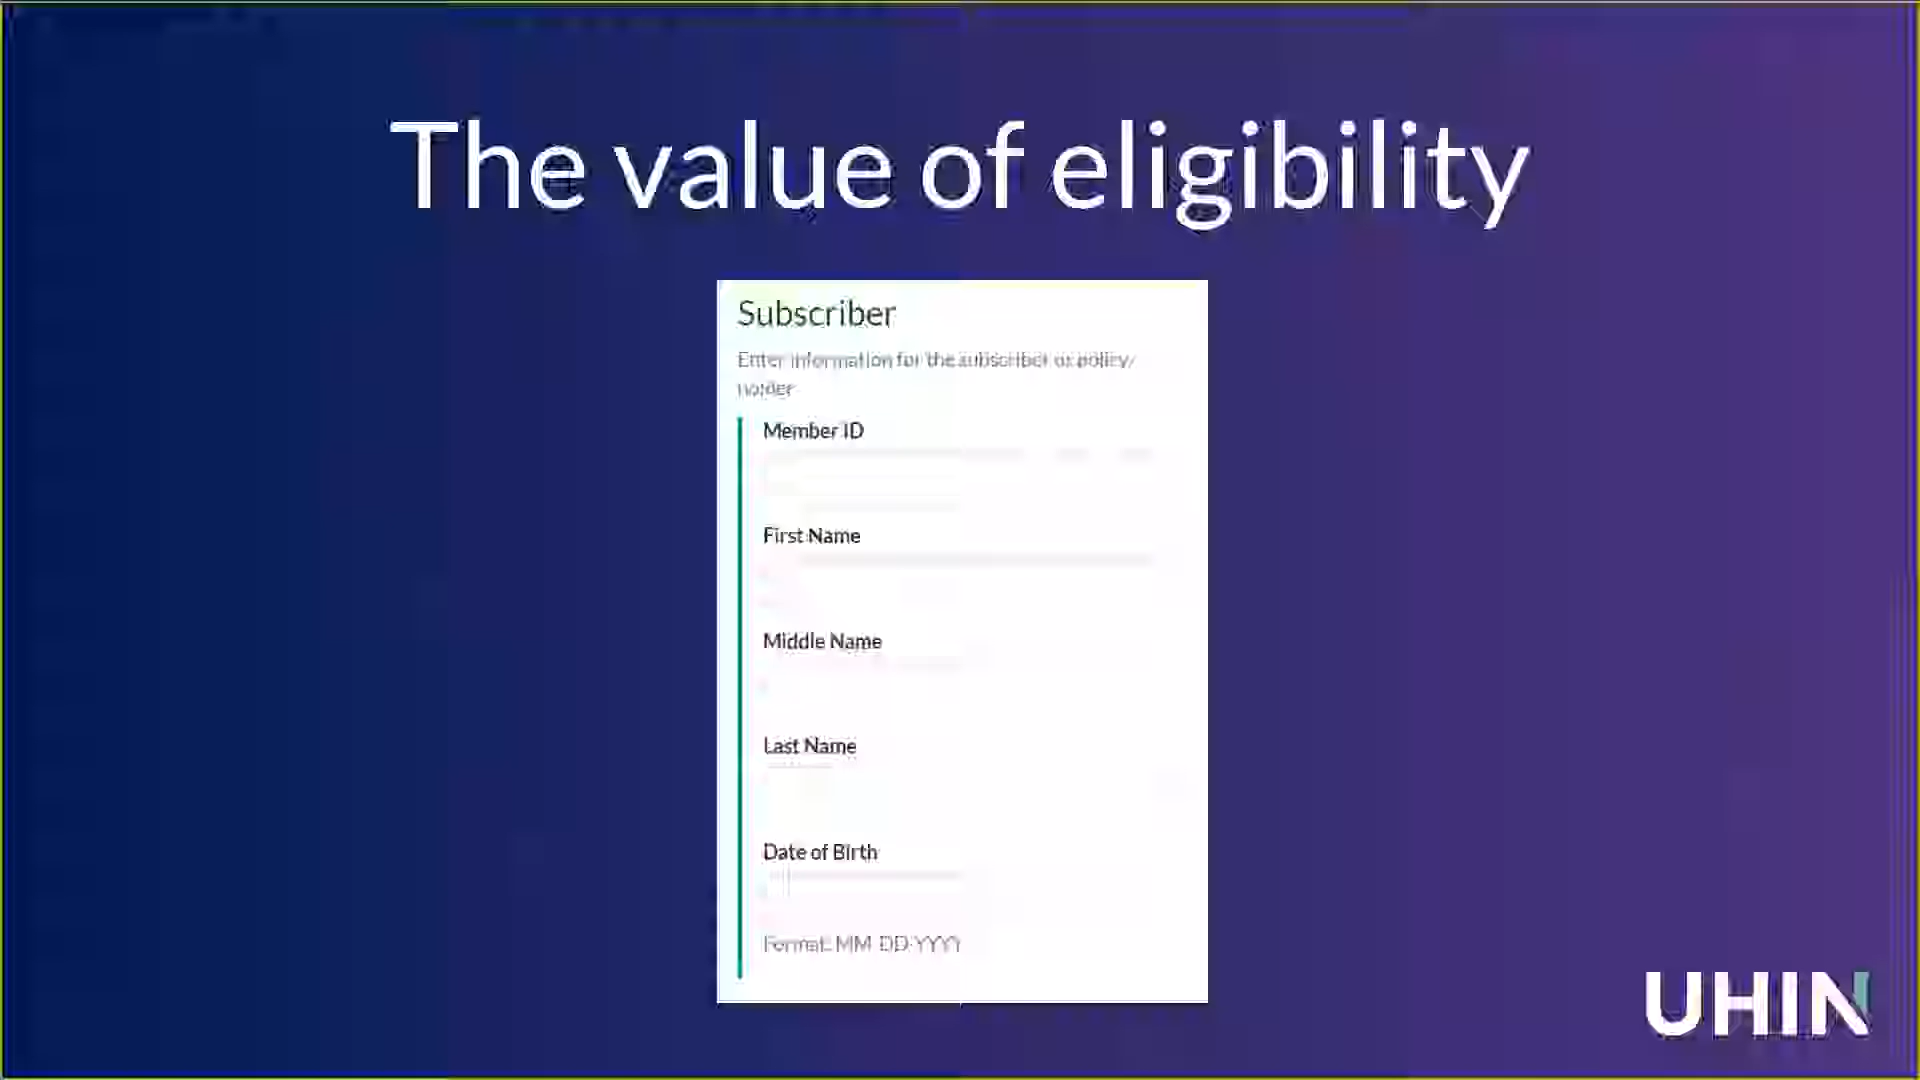 The value of eligibility
Subscriber
Enter information for the subscriber or policy
holder
Member ID
First Name
Middle Name
Last Name
Date of Birth
Format: MM-DD-YYYY
UHIN